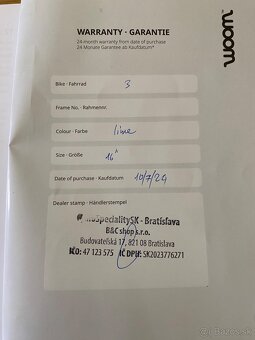 WARRANTY · GARANTIE
24-month warranty from date of purchase
24 Monate Garantie ab Kaufdatum*
woom
Bike · Fahrrad 3
Frame No. · Rahmennr.
Colour · Farbe lime
Size · Größe 16"
Date of purchase · Kaufdatum 10/7/24
Dealer stamp · Händlerstempel
SpecialitySK - Bratislava
B&C shop s.r.o.
Budovateľská 17, 821 08 Bratislava
IČO: 47 123 575 IČ DPH: SK2023776271